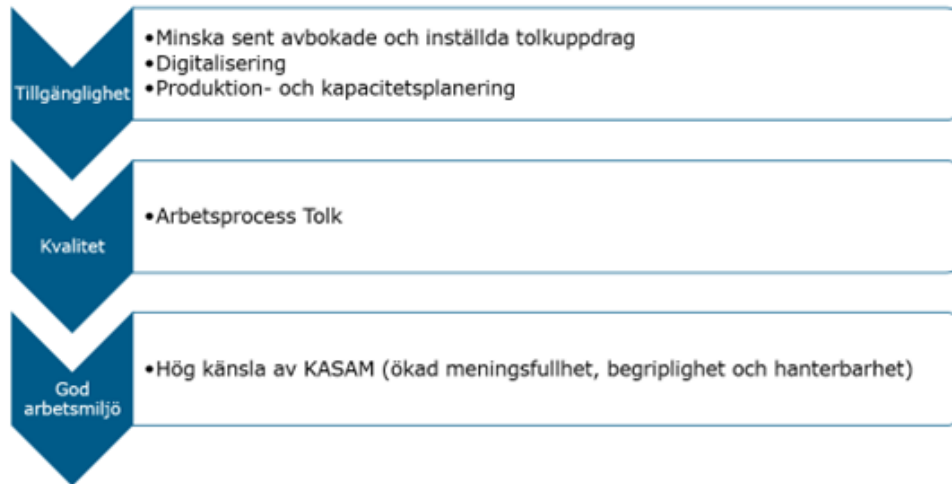 Tillgänglighet
•Minska sent avbokade och inställda tolkuppdrag
•Digitalisering
•Produktion- och kapacitetsplanering
Kvalitet
•Arbetsprocess Tolk
God
arbetsmiljö
•Hög känsla av KASAM (ökad meningsfullhet, begriplighet och hanterbarhet)